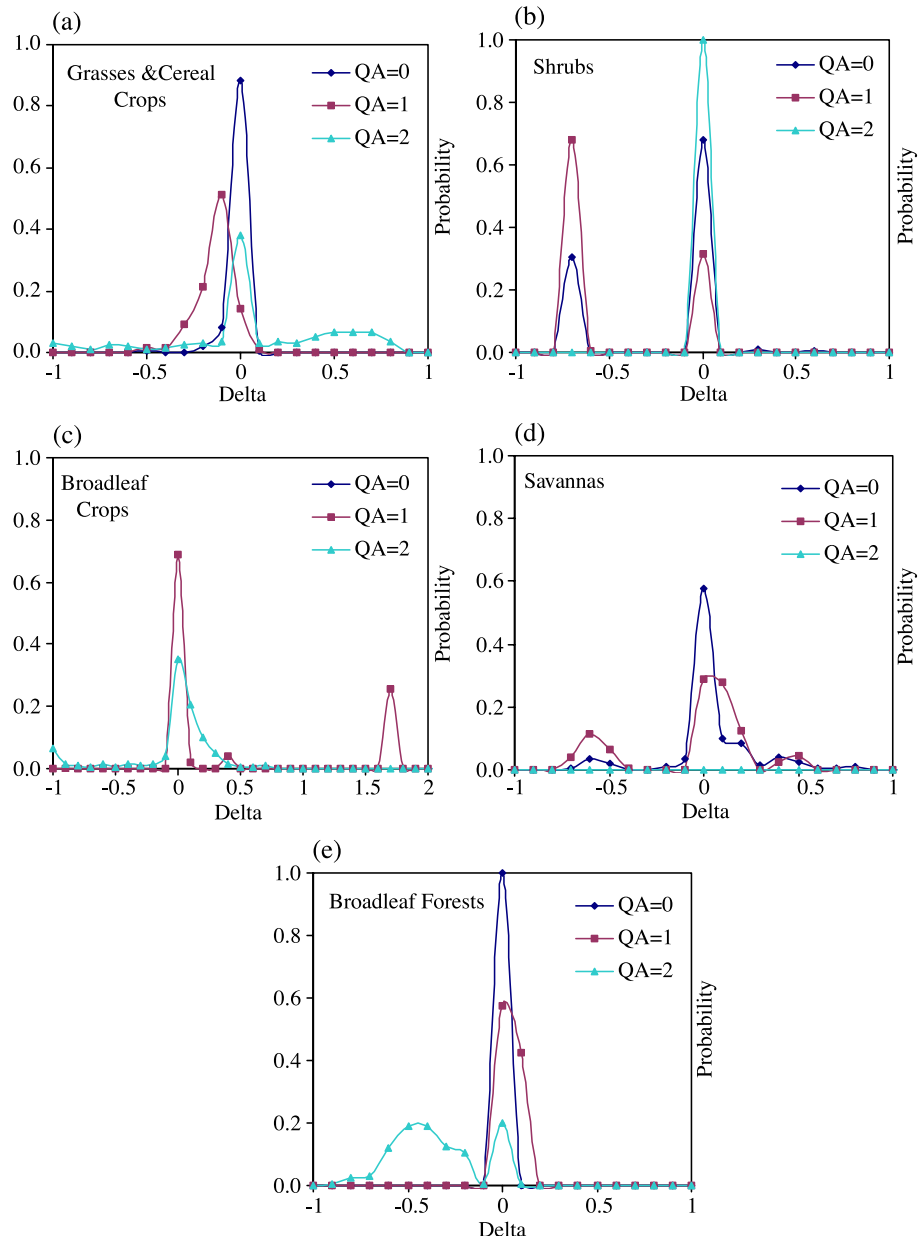 (a)
Grasses &Cereal
Crops
QA=0
QA=1
QA=2
1.0
0.8
0.6
0.4
0.2
0.0
-1
-0.5
0
0.5
1
Delta
Probability
(b)
Shrubs
QA=0
QA=1
QA=2
1.0
0.8
0.6
0.4
0.2
0.0
-1
-0.5
0
0.5
1
Delta
Probability
(c)
Broadleaf
Crops
QA=0
QA=1
QA=2
1.0
0.8
0.6
0.4
0.2
0.0
-1
-0.5
0
0.5
1
1.5
2
Delta
Probability
(d)
Savannas
QA=0
QA=1
QA=2
1.0
0.8
0.6
0.4
0.2
0.0
-1
-0.5
0
0.5
1
Delta
Probability
(e)
Broadleaf Forests
QA=0
QA=1
QA=2
1.0
0.8
0.6
0.4
0.2
0.0
-1
-0.5
0
0.5
1
Delta
Probability